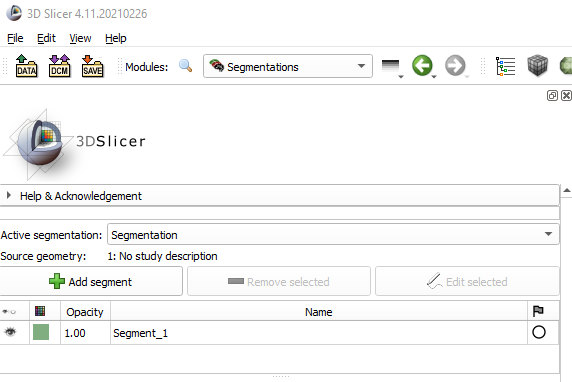 3D Slicer 4.11.20210226
File Edit View Help
DATA DCM SAVE Modules: Segmentations
3DSlicer
Help & Acknowledgement
Active segmentation: Segmentation
Source geometry: 1: No study description
Add segment Remove selected Edit selected
Opacity Name
1.00 Segment_1